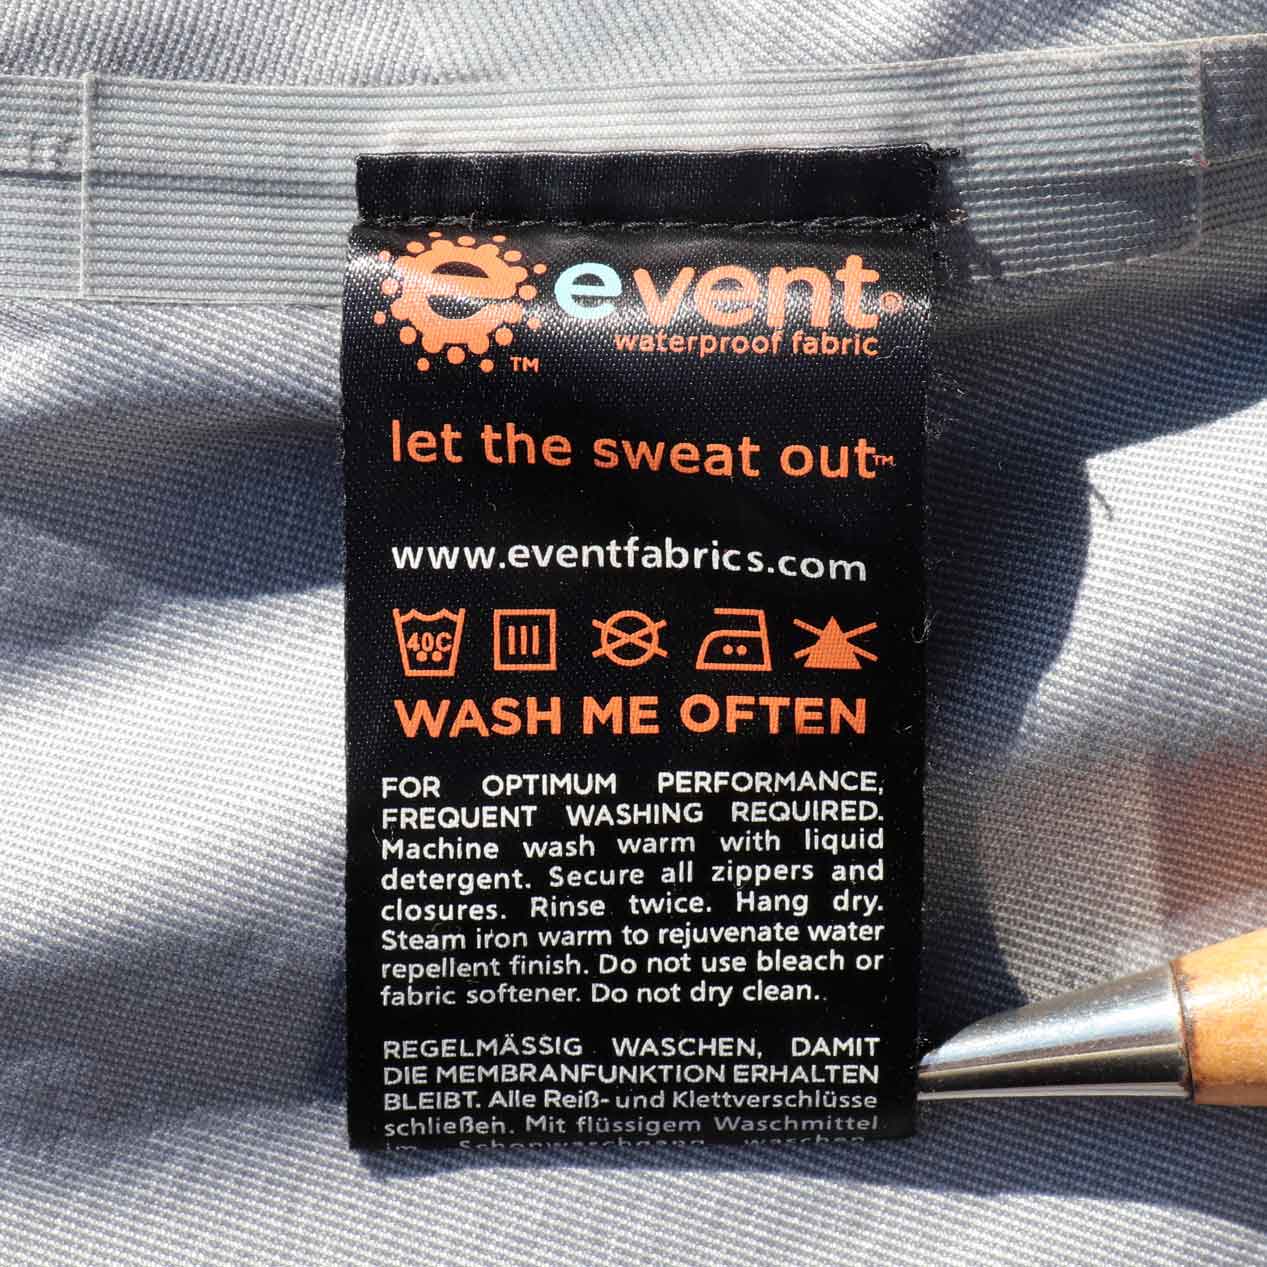 e event®
waterproof fabric
TM
let the sweat out™
www.eventfabrics.com
40C
WASH ME OFTEN
FOR OPTIMUM PERFORMANCE,
FREQUENT WASHING REQUIRED.
Machine wash warm with liquid
detergent. Secure all zippers and
closures. Rinse twice. Hang dry.
Steam iron warm to rejuvenate water
repellent finish. Do not use bleach or
fabric softener. Do not dry clean..
REGELMÄSSIG WASCHEN, DAMIT
DIE MEMBRANFUNKTION ERHALTEN
BLEIBT. Alle Reiß- und Klettverschlüsse
schließen. Mit flüssigem Waschmittel
im Schonwaschgang waschen.